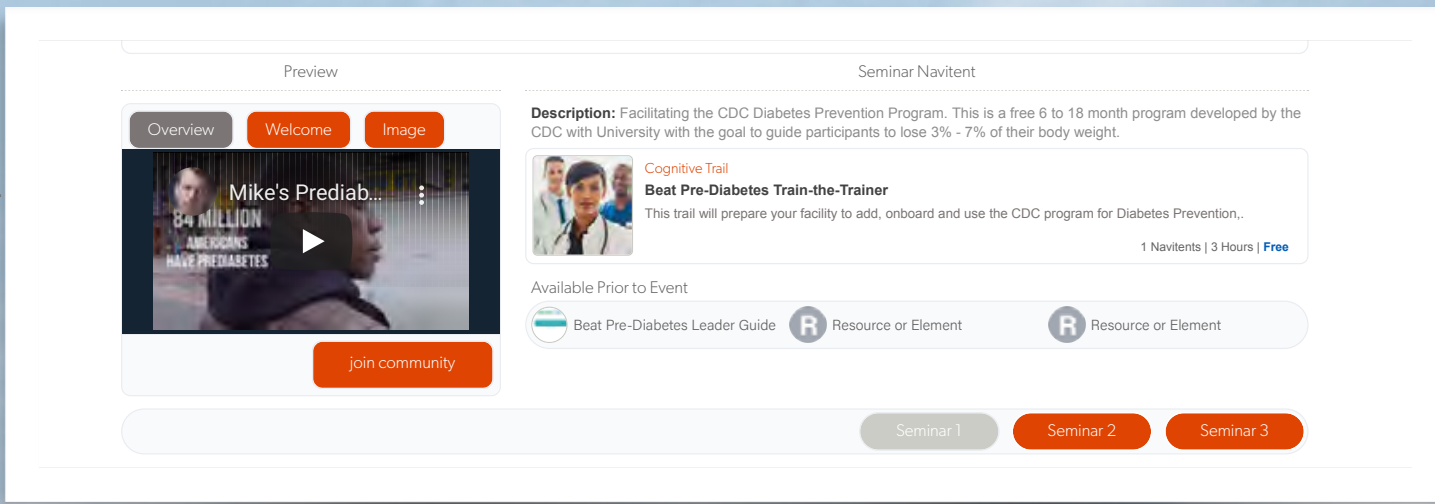 Preview
Seminar Navitent
Overview
Welcome
Image
Mike's Prediab...
84 MILLION
AMERICANS
HAVE PREDIABETES
join community
Description: Facilitating the CDC Diabetes Prevention Program. This is a free 6 to 18 month program developed by the
CDC with University with the goal to guide participants to lose 3% - 7% of their body weight.
Cognitive Trail
Beat Pre-Diabetes Train-the-Trainer
This trail will prepare your facility to add, onboard and use the CDC program for Diabetes Prevention,.
1 Navitents | 3 Hours | Free
Available Prior to Event
Beat Pre-Diabetes Leader Guide
R Resource or Element
R Resource or Element
Seminar 1
Seminar 2
Seminar 3